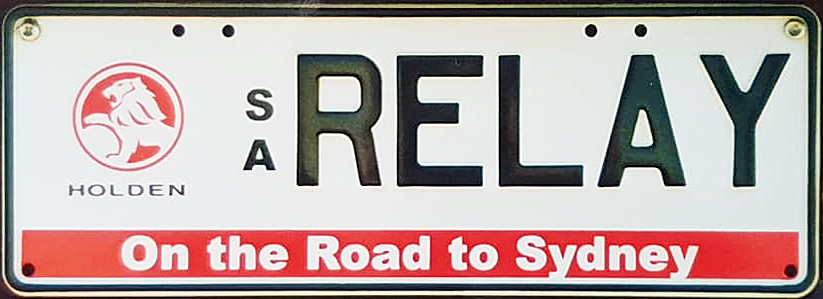 HOLDEN
SA
RELAY
On the Road to Sydney